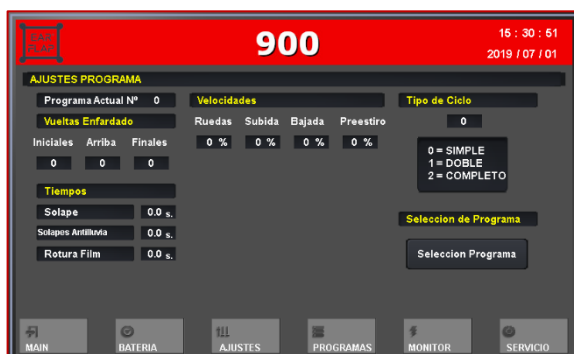 900
15 : 30 : 51
2019 / 07 / 01
AJUSTES PROGRAMA
Programa Actual Nº 0
Vueltas Enfardado
Iniciales Arriba Finales
0 0 0
Tiempos
Solape 0.0 s.
Solapes Antilluvia 0.0 s.
Rotura Film 0.0 s.
Velocidades
Ruedas Subida Bajada Preestiro
0 % 0 % 0 % 0 %
Tipo de Ciclo
0
0 = SIMPLE
1 = DOBLE
2 = COMPLETO
Seleccion de Programa
Seleccion Programa
MAIN BATERIA AJUSTES PROGRAMAS MONITOR SERVICIO